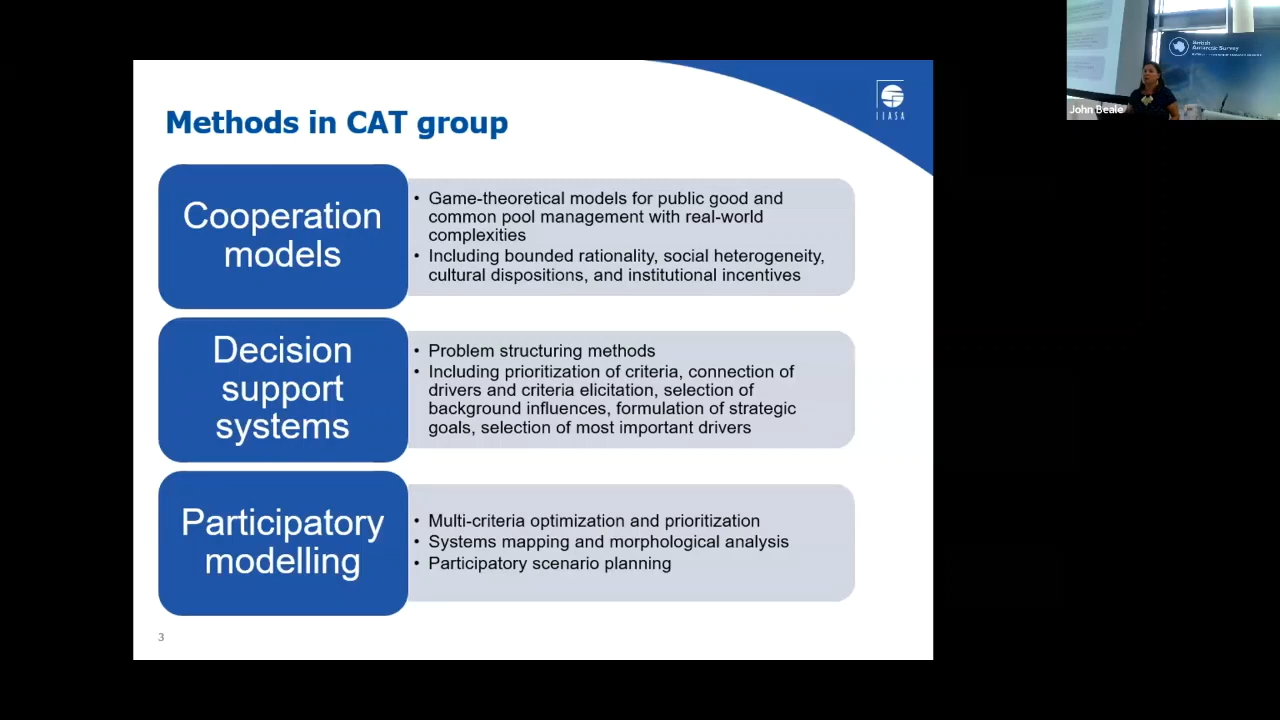 British
Antarctic Survey
John Beale
IIASA
Methods in CAT group
Cooperation
models
• Game-theoretical models for public good and
common pool management with real-world
complexities
• Including bounded rationality, social heterogeneity,
cultural dispositions, and institutional incentives
Decision
support
systems
• Problem structuring methods
• Including prioritization of criteria, connection of
drivers and criteria elicitation, selection of
background influences, formulation of strategic
goals, selection of most important drivers
Participatory
modelling
• Multi-criteria optimization and prioritization
• Systems mapping and morphological analysis
• Participatory scenario planning
3